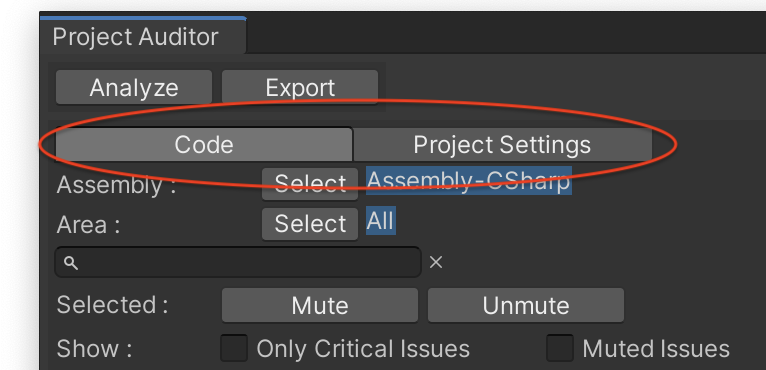 Project Auditor
Analyze Export
Code Project Settings
Assembly : Select Assembly-CSharp
Area : Select All
Selected : Mute Unmute
Show : Only Critical Issues Muted Issues